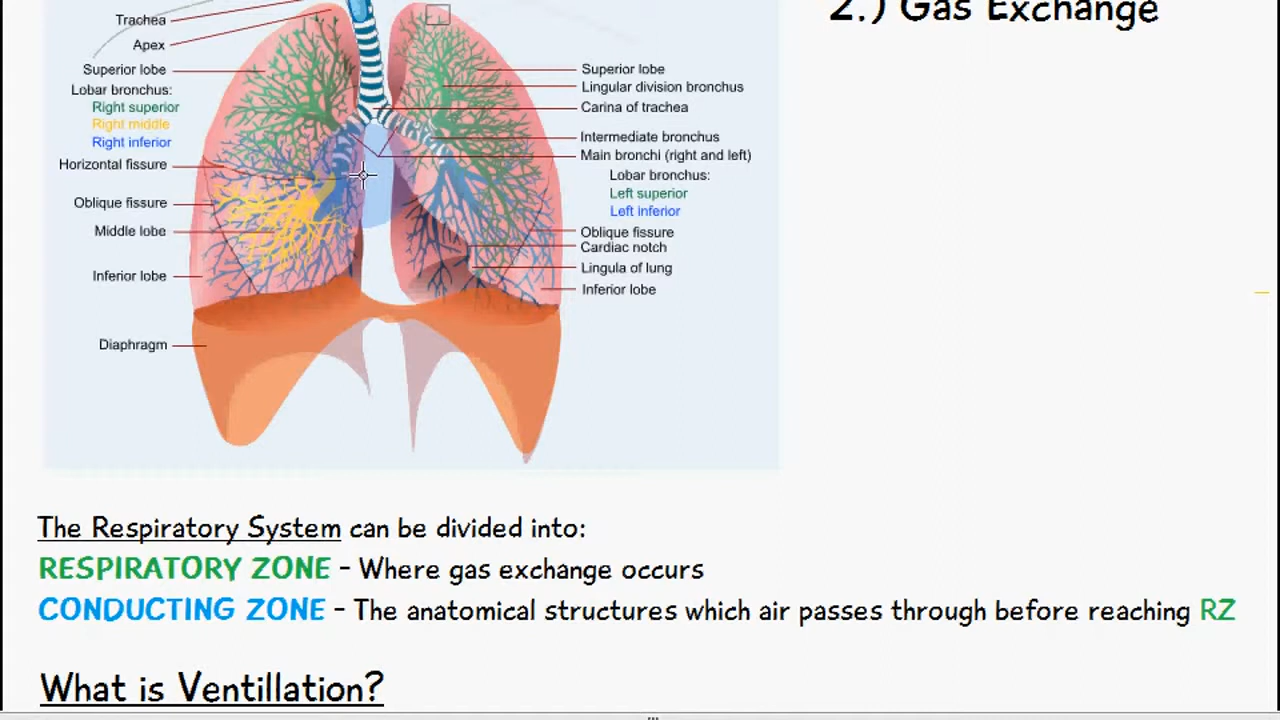 2.) Gas Exchange
Trachea
Apex
Superior lobe
Lobar bronchus:
Right superior
Right middle
Right inferior
Horizontal fissure
Oblique fissure
Middle lobe
Inferior lobe
Diaphragm
Superior lobe
Lingular division bronchus
Carina of trachea
Intermediate bronchus
Main bronchi (right and left)
Lobar bronchus:
Left superior
Left inferior
Oblique fissure
Cardiac notch
Lingula of lung
Inferior lobe
The Respiratory System can be divided into:
RESPIRATORY ZONE - Where gas exchange occurs
CONDUCTING ZONE - The anatomical structures which air passes through before reaching RZ
What is Ventillation?